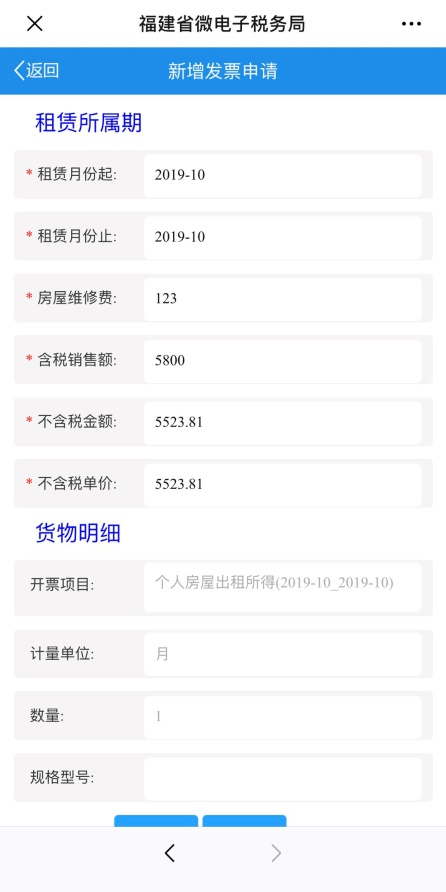 福建省微电子税务局
返回
新增发票申请
租赁所属期
* 租赁月份起: 2019-10
* 租赁月份止: 2019-10
* 房屋维修费: 123
* 含税销售额: 5800
* 不含税金额: 5523.81
* 不含税单价: 5523.81
货物明细
开票项目: 个人房屋出租所得(2019-10_2019-10)
计量单位: 月
数量: 1
规格型号: